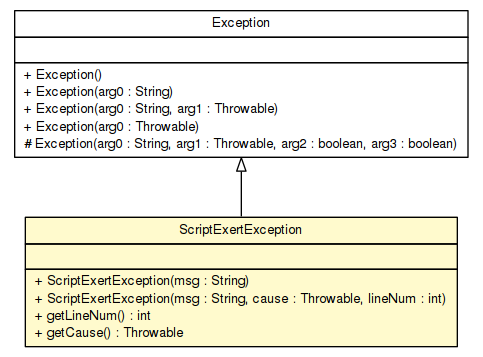 Exception
+ Exception()
+ Exception(arg0 : String)
+ Exception(arg0 : String, arg1 : Throwable)
+ Exception(arg0 : Throwable)
# Exception(arg0 : String, arg1 : Throwable, arg2 : boolean, arg3 : boolean)
ScriptExertException
+ ScriptExertException(msg : String)
+ ScriptExertException(msg : String, cause : Throwable, lineNum : int)
+ getLineNum() : int
+ getCause() : Throwable